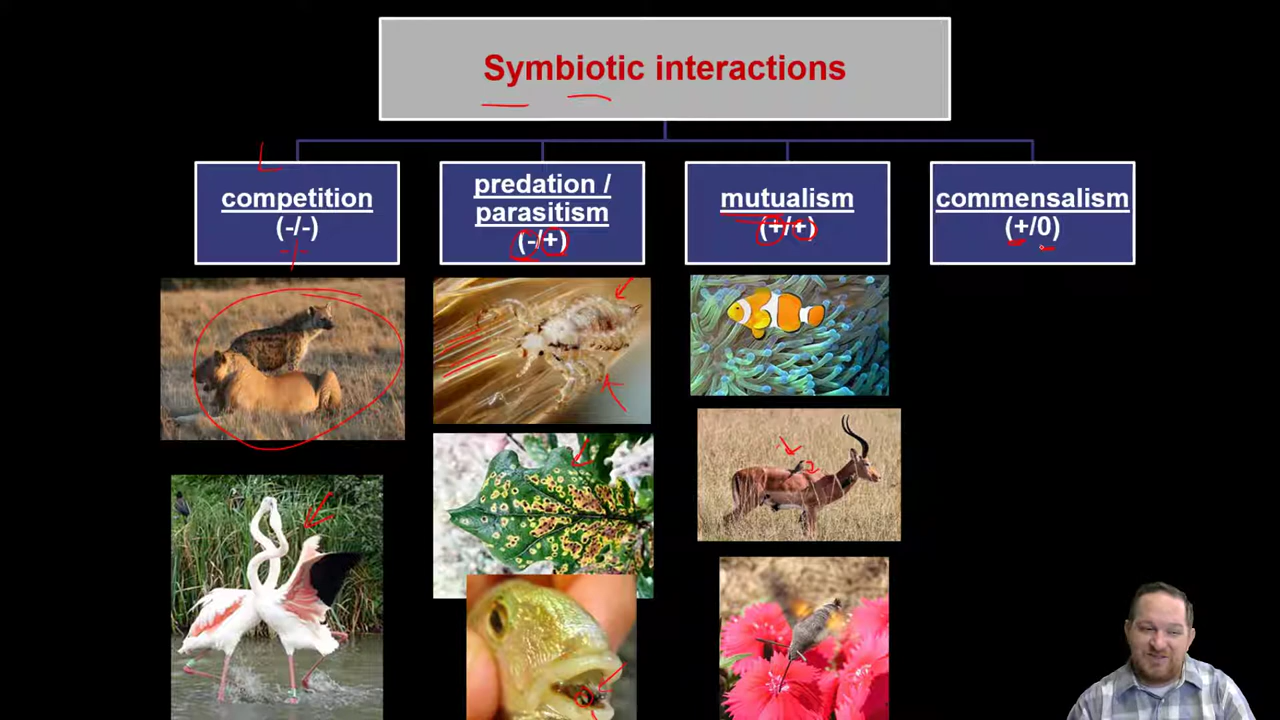 Symbiotic interactions
competition
(-/-)
predation /
parasitism
(-/+)
mutualism
(+/+)
commensalism
(+/0)
-/-